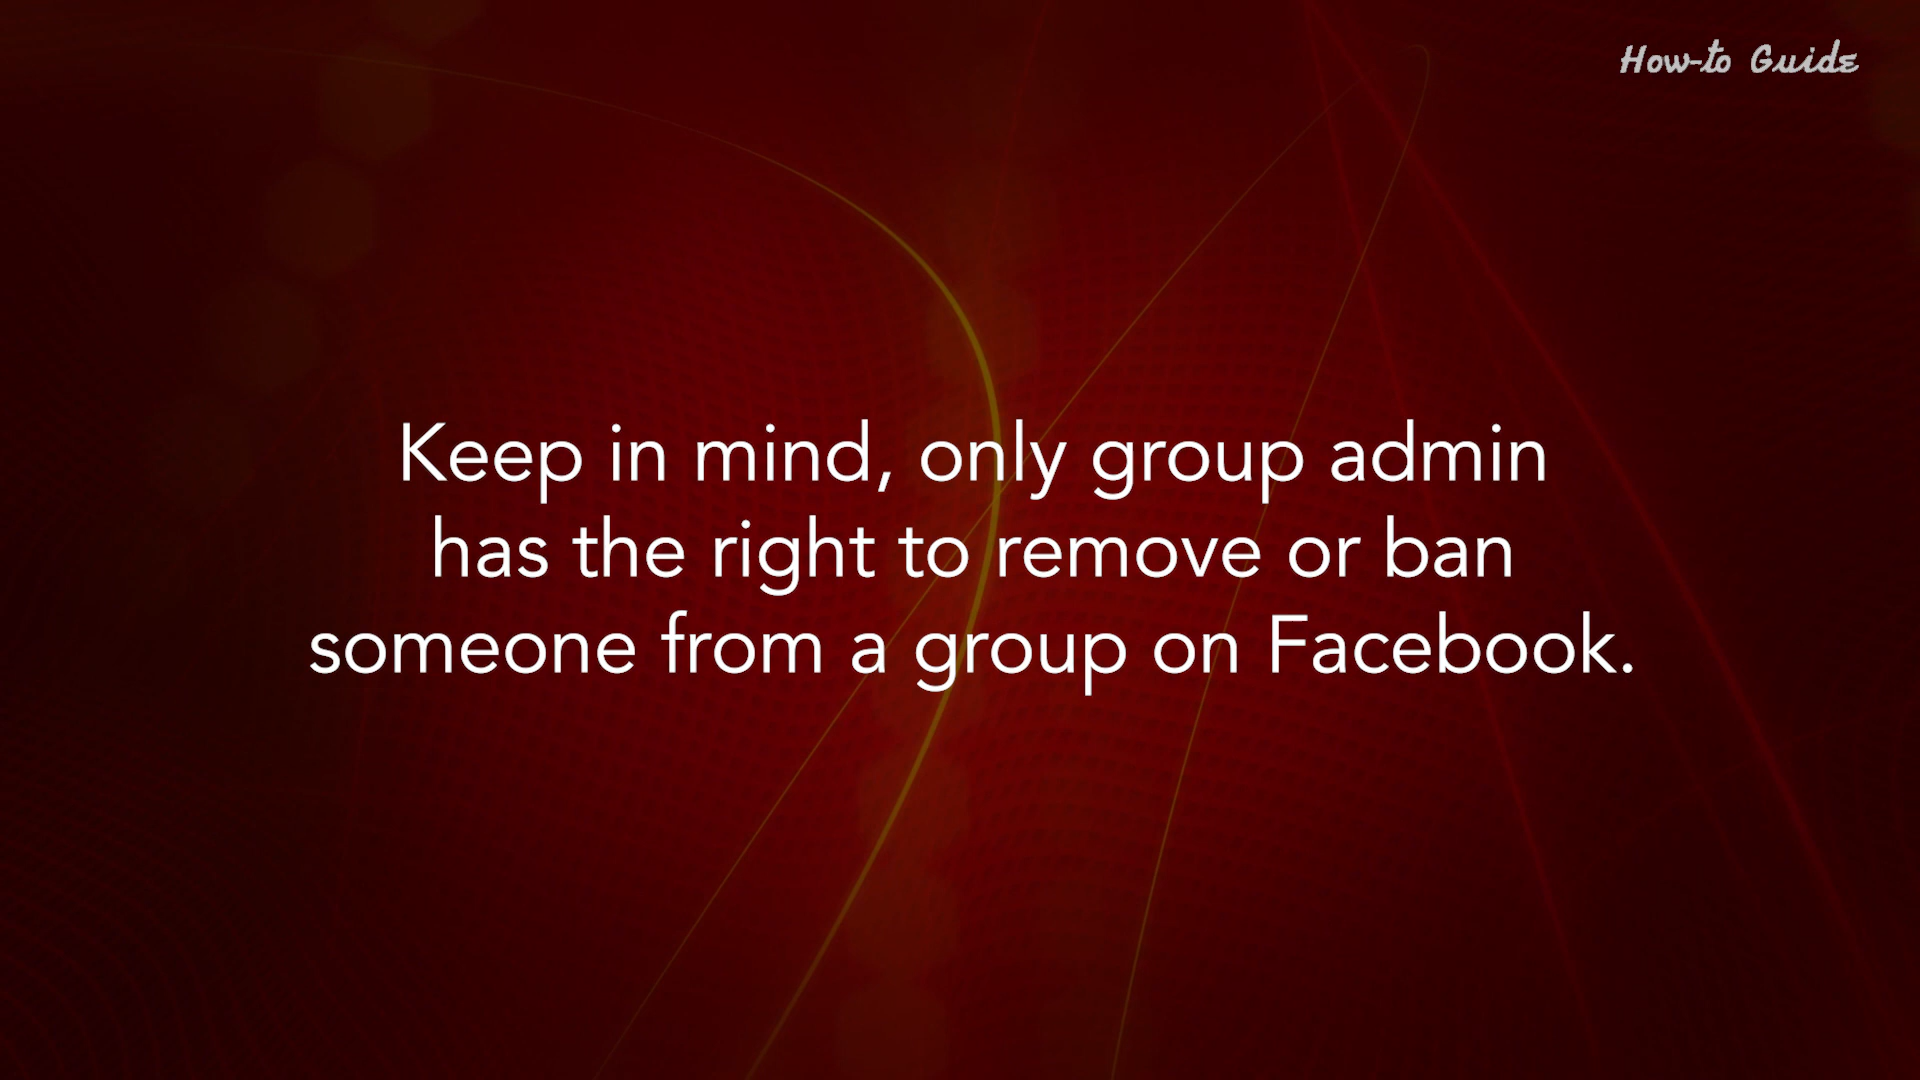 How-to Guide
Keep in mind, only group admin
has the right to remove or ban
someone from a group on Facebook.